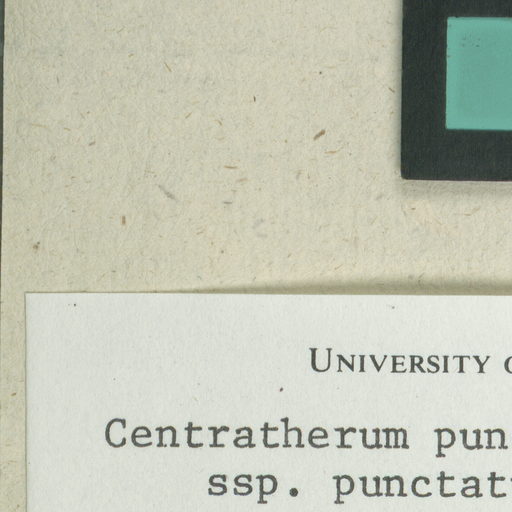 UNIVERSITY
Centratherum pun
ssp. punctat